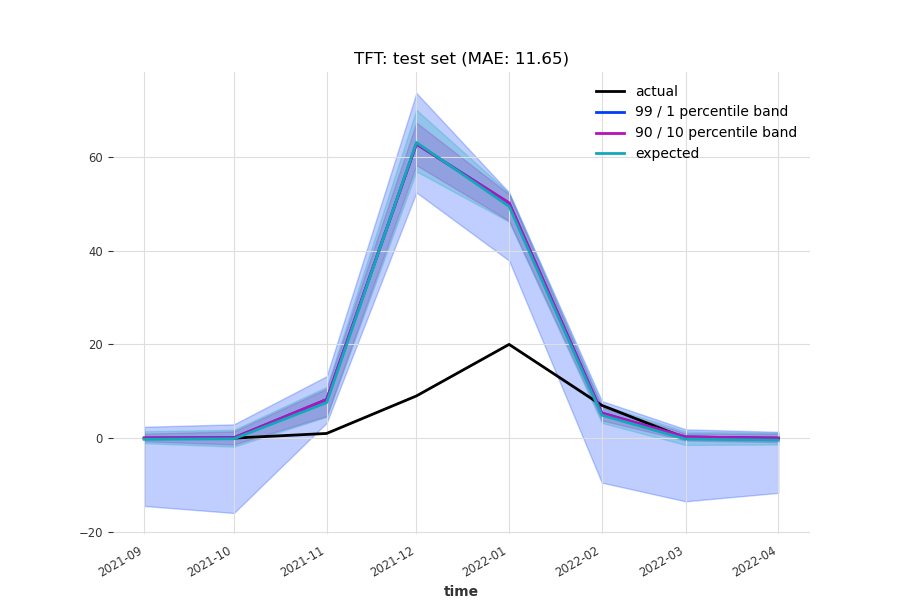 TFT: test set (MAE: 11.65)
actual
99 / 1 percentile band
90 / 10 percentile band
expected
60
40
20
0
−20
2021-09
2021-10
2021-11
2021-12
2022-01
2022-02
2022-03
2022-04
time